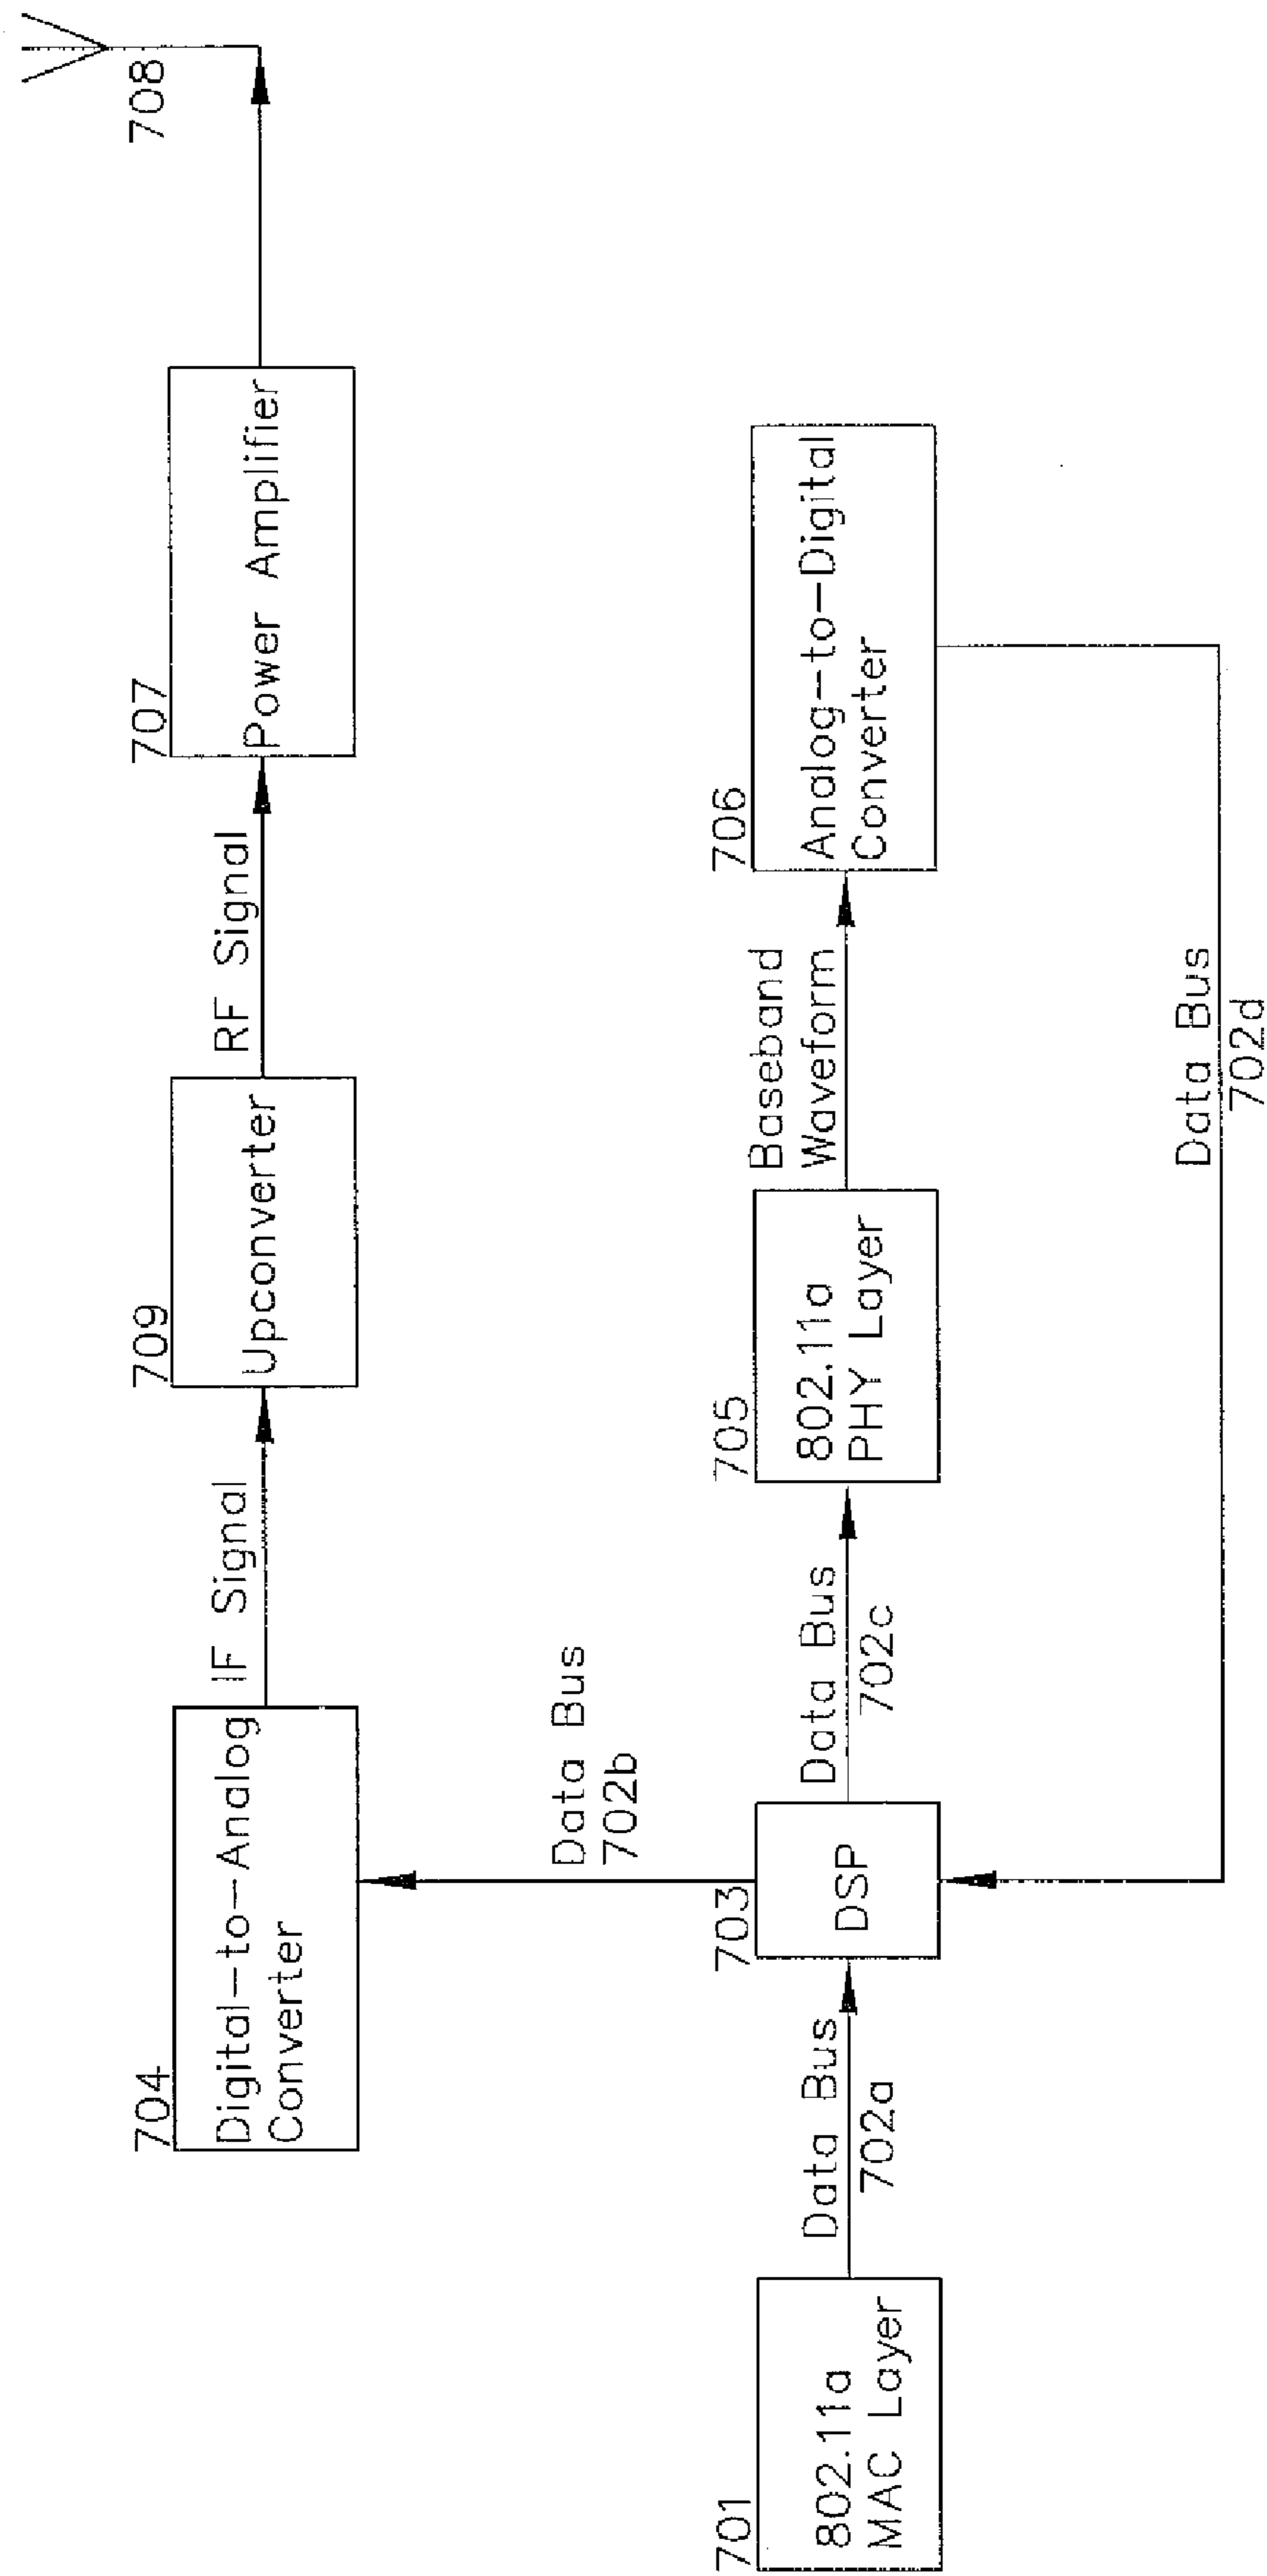 704
Digital-to-Analog
Converter
IF Signal
709
Upconverter
RF Signal
707
Power Amplifier
708
Data Bus
702b
701
802.11a
MAC Layer
Data Bus
702a
703
DSP
Data Bus
702c
705
802.11a
PHY Layer
Baseband
Waveform
706
Analog-to-Digital
Converter
Data Bus
702d